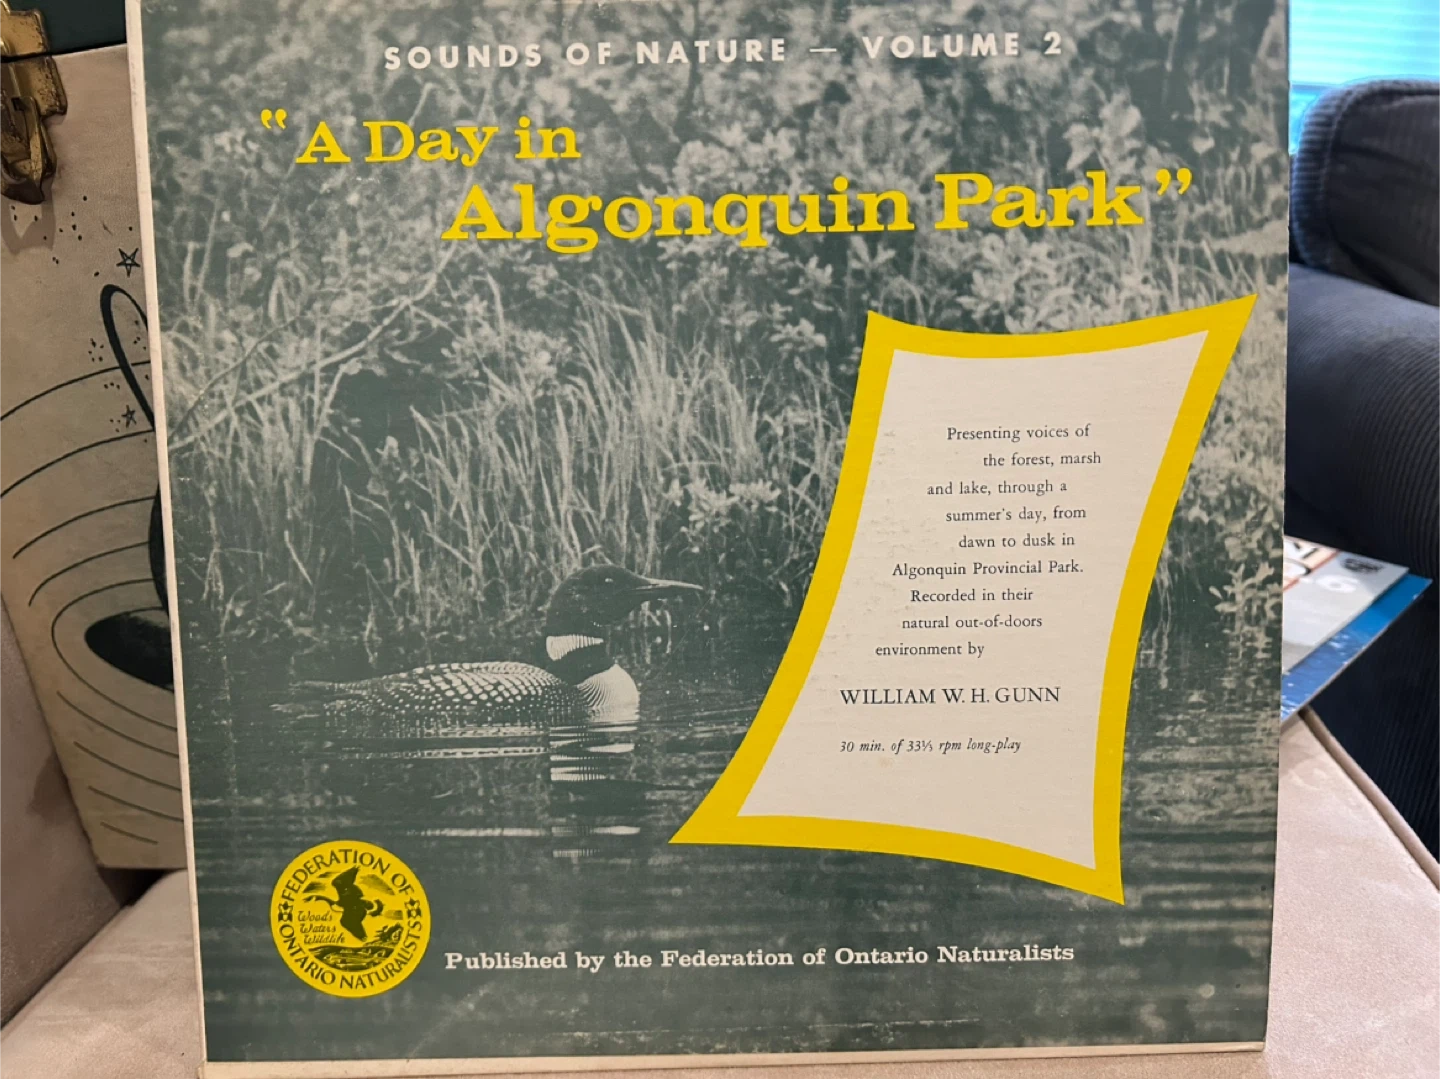 SOUNDS OF NATURE — VOLUME 2
"A Day in
Algonquin Park"
Presenting voices of
the forest, marsh
and lake, through a
summer's day, from
dawn to dusk in
Algonquin Provincial Park.
Recorded in their
natural out-of-doors
environment by
WILLIAM W. H. GUNN
30 min. of 33⅓ rpm long-play
FEDERATION OF
ONTARIO NATURALISTS
Woods
Waters
Wildlife
Published by the Federation of Ontario Naturalists